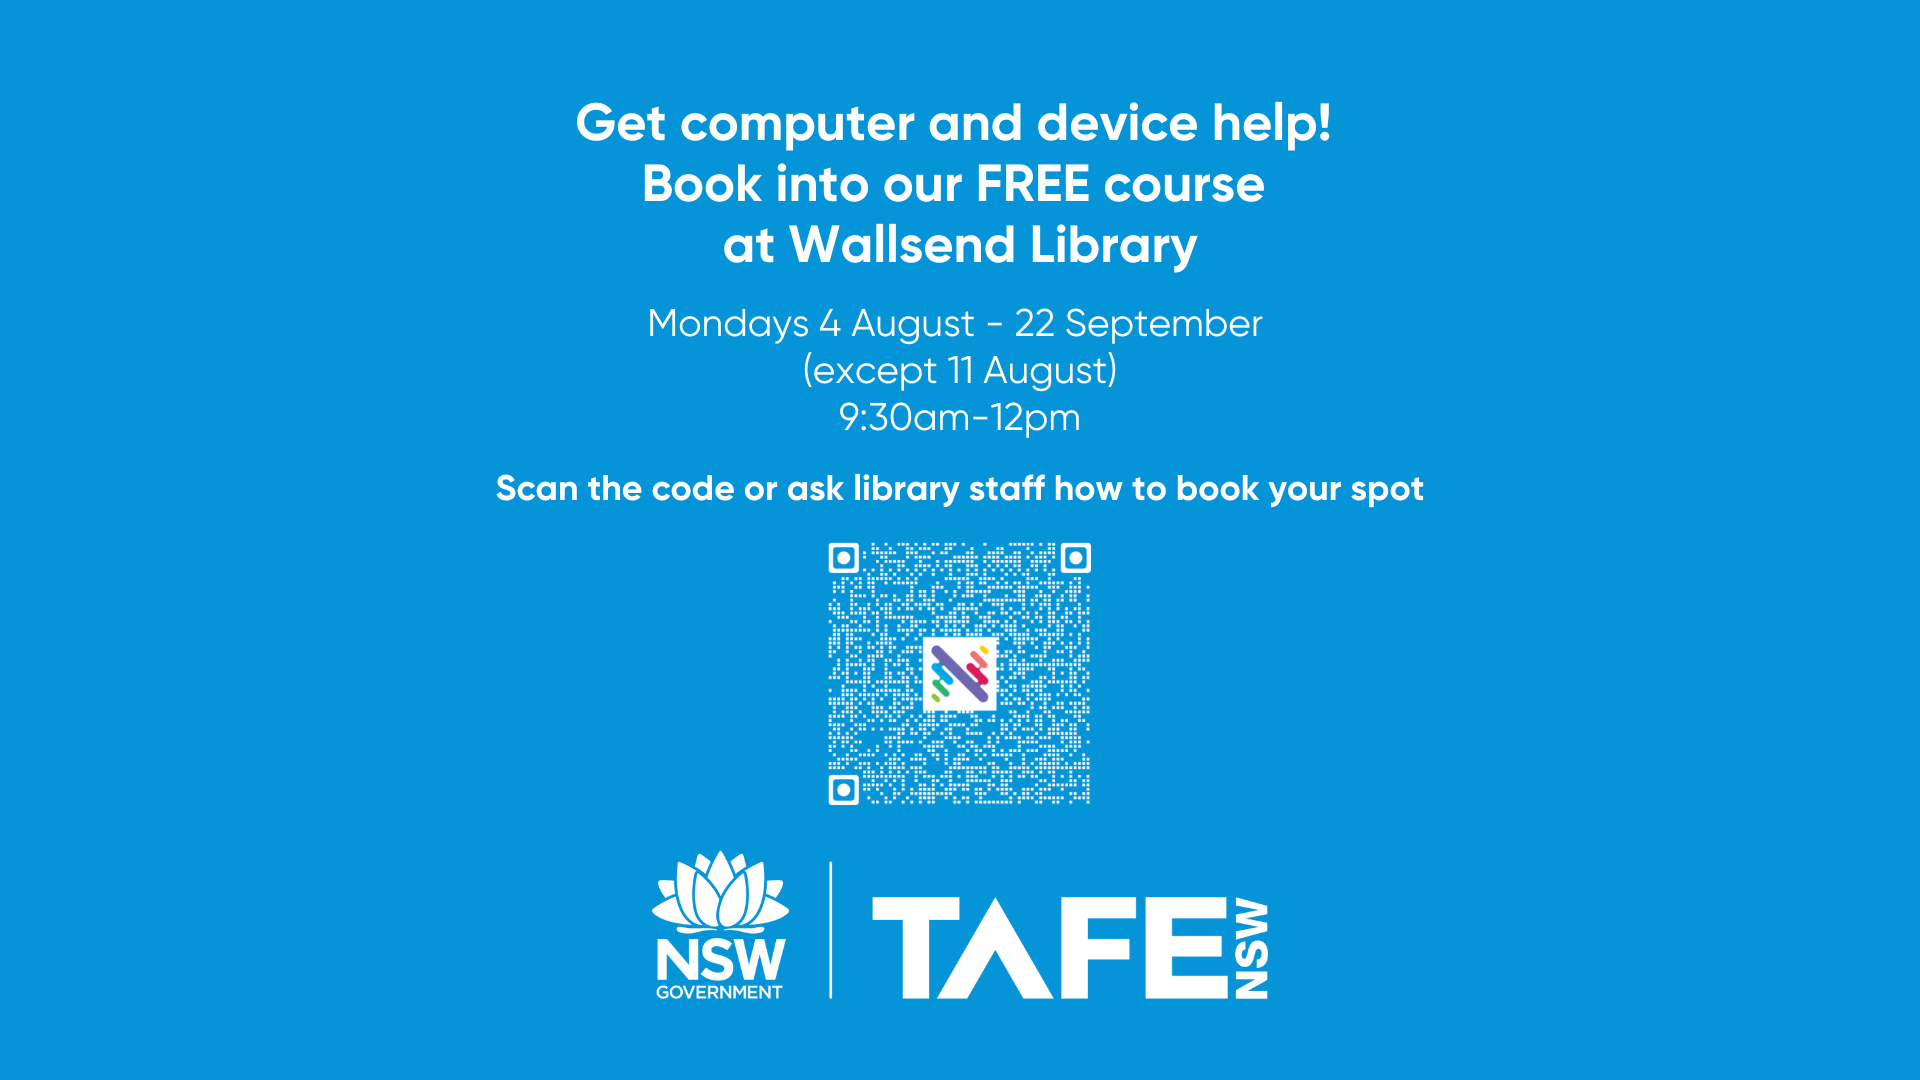 Get computer and device help!
Book into our FREE course
at Wallsend Library
Mondays 4 August - 22 September
(except 11 August)
9:30am-12pm
Scan the code or ask library staff how to book your spot
NSW
GOVERNMENT
TAFE
NSW